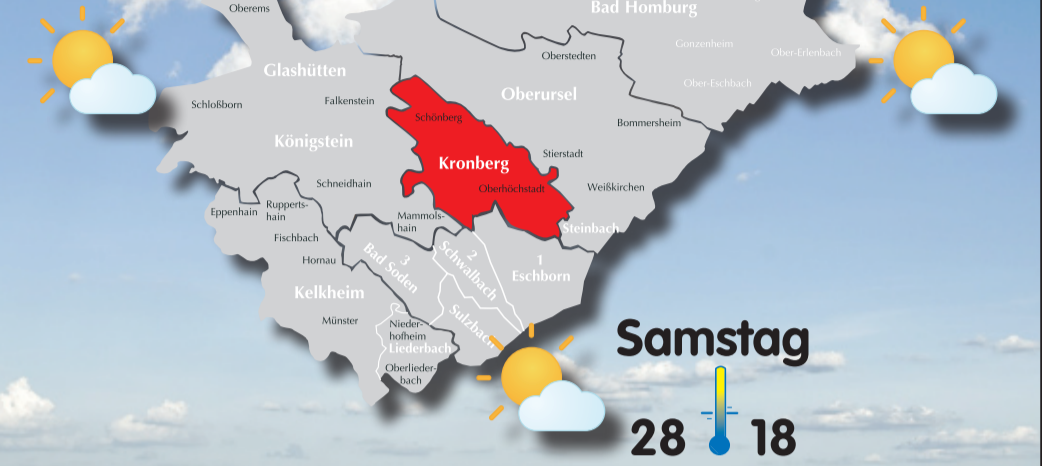 Oberems
Bad Homburg
Oberstedten
Gonzenheim
Ober-Erlenbach
Glashütten
Ober-Eschbach
Oberursel
Schloßborn
Falkenstein
Schönberg
Bommersheim
Königstein
Stierstadt
Kronberg
Schneidhain
Oberhöchstadt
Weißkirchen
Eppenhain
Rupperts-
hain
Mammols-
hain
Steinbach
Fischbach
Hornau
3
Bad Soden
2
Schwalbach
1
Eschborn
Kelkheim
Münster
Nieder-
hofheim
Sulzbach
Liederbach
Oberlieder-
bach
Samstag
28 18